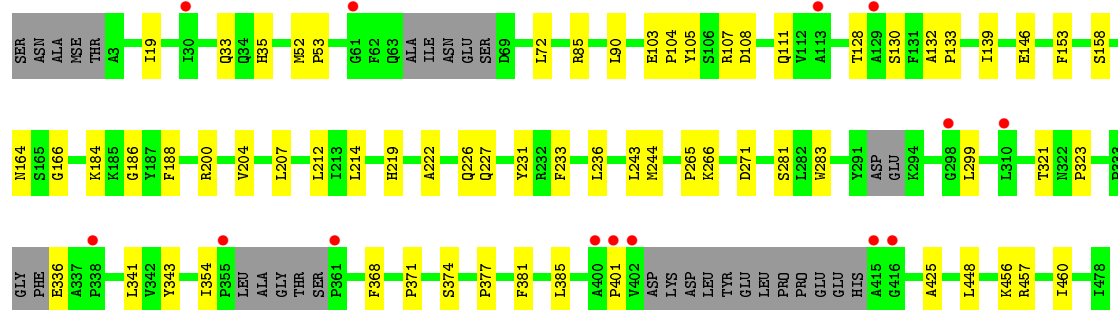 SER ASN ALA MSE THR A3 I19 I30 Q33 Q34 H35 M52 P53 G61 F62 Q63 ALA ILE ASN GLU SER D69 L72 R85 L90 E103 P104 Y105 S106 R107 D108 Q111 V112 A113 T128 A129 S130 F131 A132 P133 I139 E146 F153 S158
N164 S165 G166 K184 K185 G186 Y187 F188 R200 V204 L207 L212 I213 L214 H219 A222 Q226 Q227 Y231 R232 F233 L236 L243 M244 P265 K266 D271 S281 L282 W283 Y291 ASP GLU K294 G298 L299 L310 T321 N322 P323
GLY PHE E336 A337 P338 L341 V342 Y343 I354 P355 LEU ALA GLY THR SER P361 F368 P371 S374 P377 F381 L385 A400 P401 V402 ASP LYS ASP LEU TYR GLU LEU PRO PRO GLU GLU HIS A415 G416 A425 L448 K456 R457 I460 I478